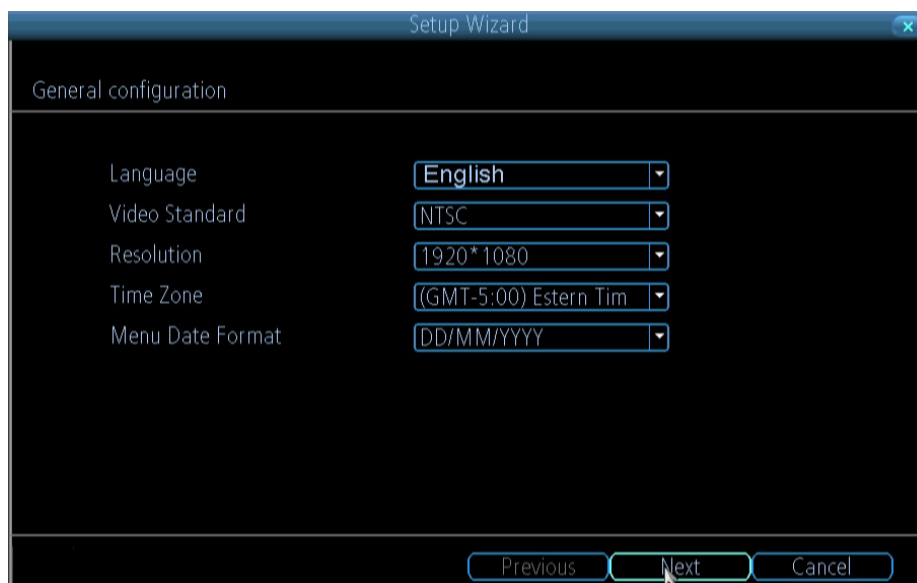 Setup Wizard
General configuration
Language English
Video Standard NTSC
Resolution 1920*1080
Time Zone (GMT-5:00) Estern Tim
Menu Date Format DD/MM/YYYY
Previous Next Cancel